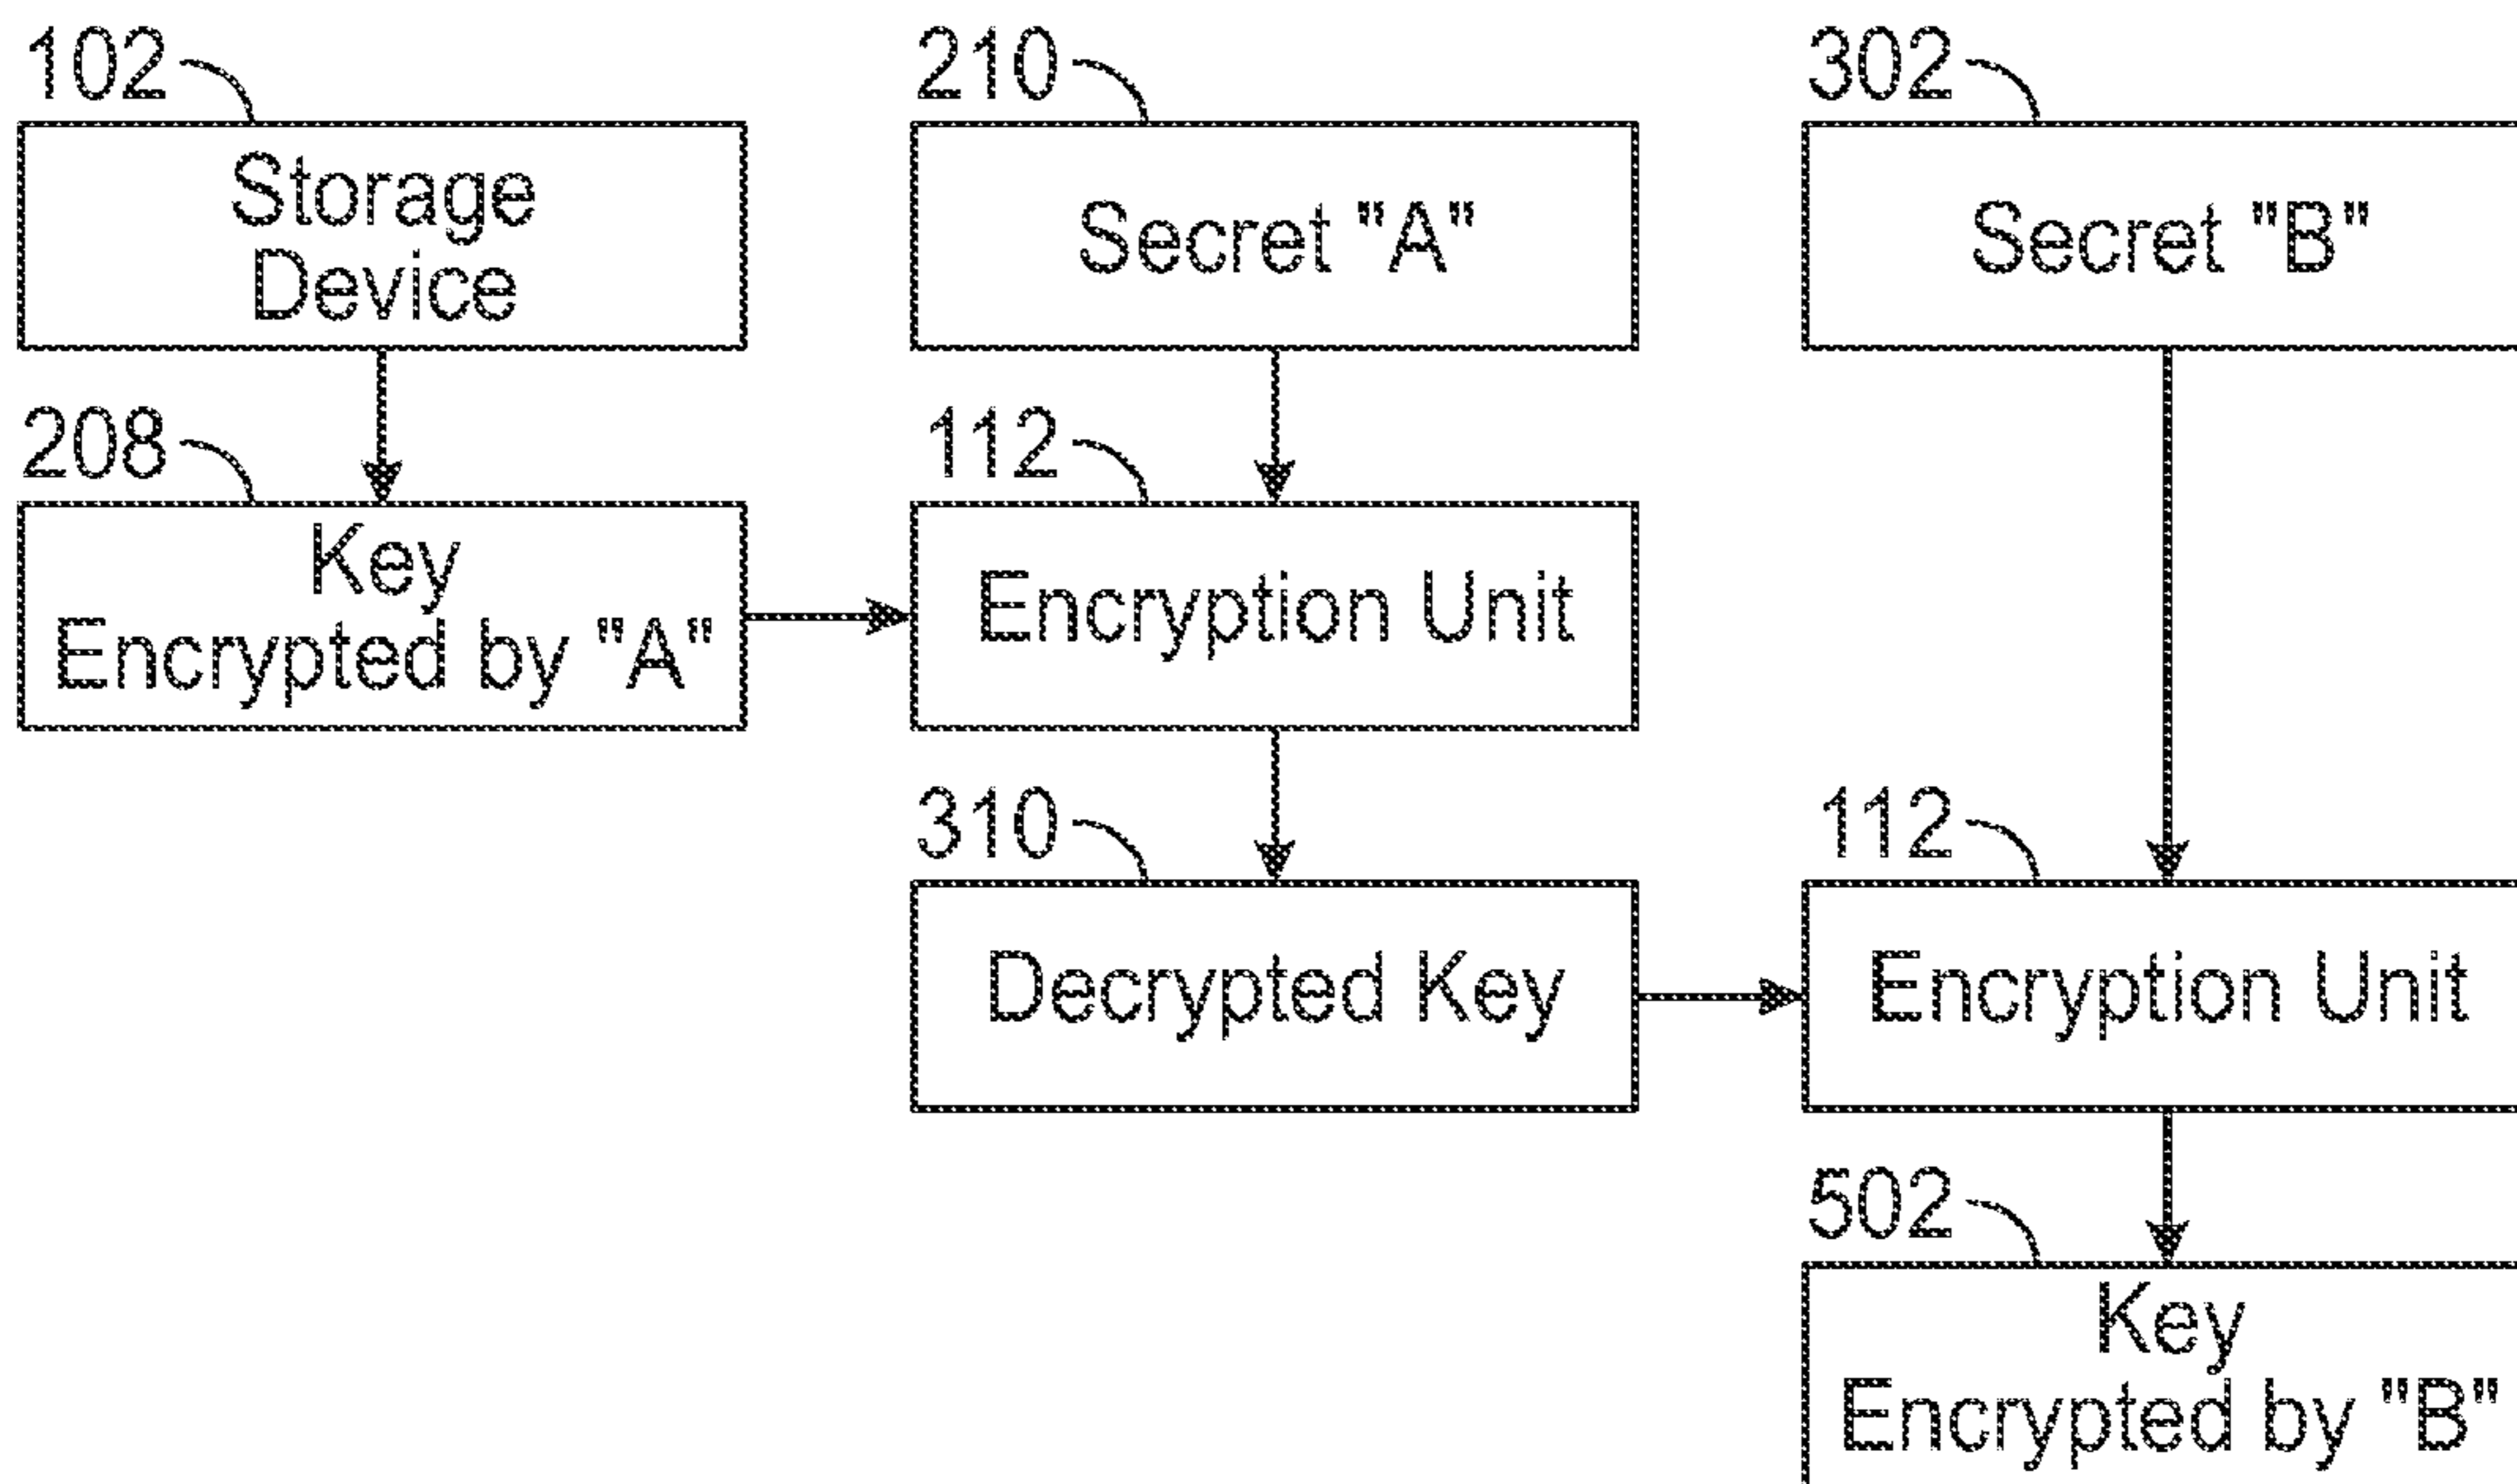 102
210
302
Storage
Device
Secret "A"
Secret "B"
208
112
Key
Encrypted by "A"
Encryption Unit
310
112
Decrypted Key
Encryption Unit
502
Key
Encrypted by "B"